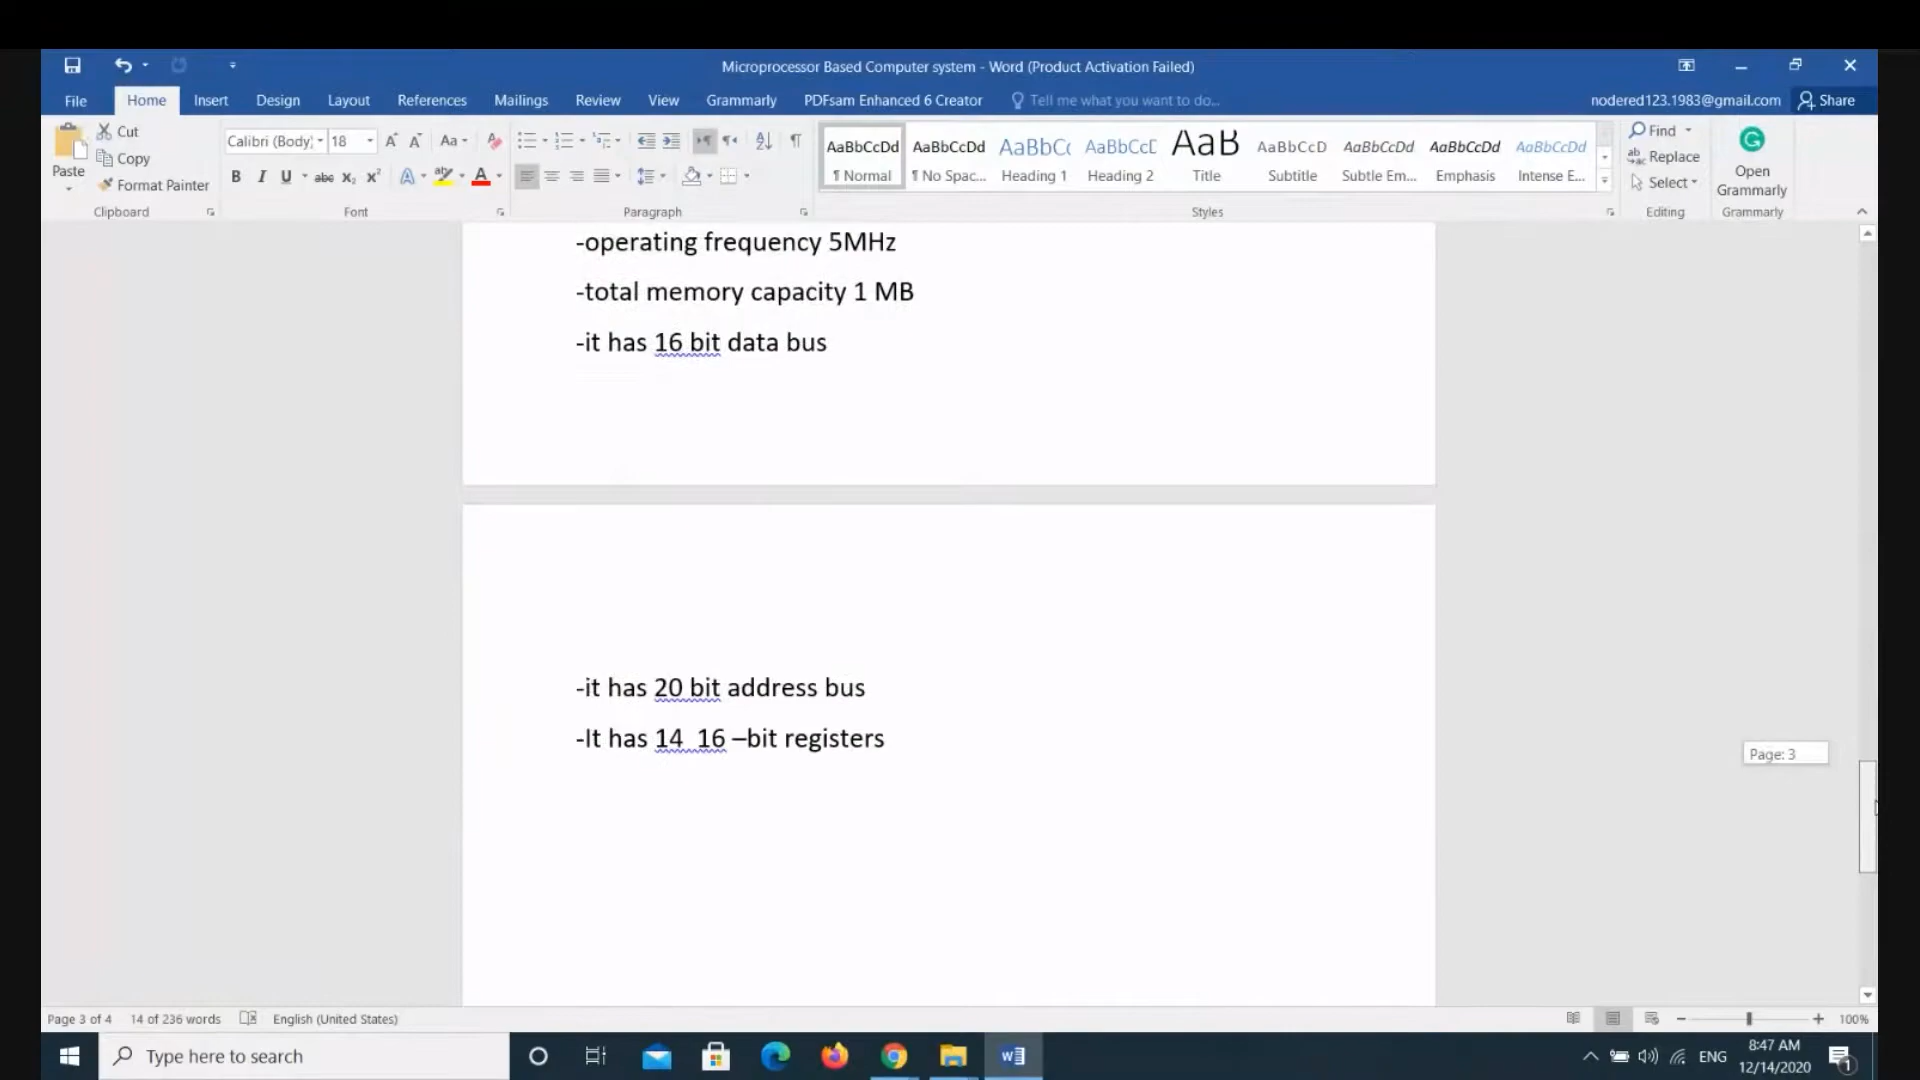 Microprocessor Based Computer system - Word (Product Activation Failed)
File Home Insert Design Layout References Mailings Review View Grammarly PDFsam Enhanced 6 Creator Tell me what you want to do... nodered123.1983@gmail.com Share
Paste
Cut
Copy
Format Painter
Clipboard
Calibri (Body) 18
Font
Paragraph
AaBbCcDd AaBbCcDd AaBbCc AaBbCcD AaB AaBbCcD AaBbCcDd AaBbCcDd AaBbCcDd
¶ Normal ¶ No Spac... Heading 1 Heading 2 Title Subtitle Subtle Em... Emphasis Intense E...
Styles
Find
Replace
Select
Editing
Open
Grammarly
Grammarly
-operating frequency 5MHz
-total memory capacity 1 MB
-it has 16 bit data bus
-it has 20 bit address bus
-It has 14 16 –bit registers
Page: 3
Page 3 of 4 14 of 236 words English (United States) 100%
Type here to search
ENG
8:47 AM
12/14/2020
1